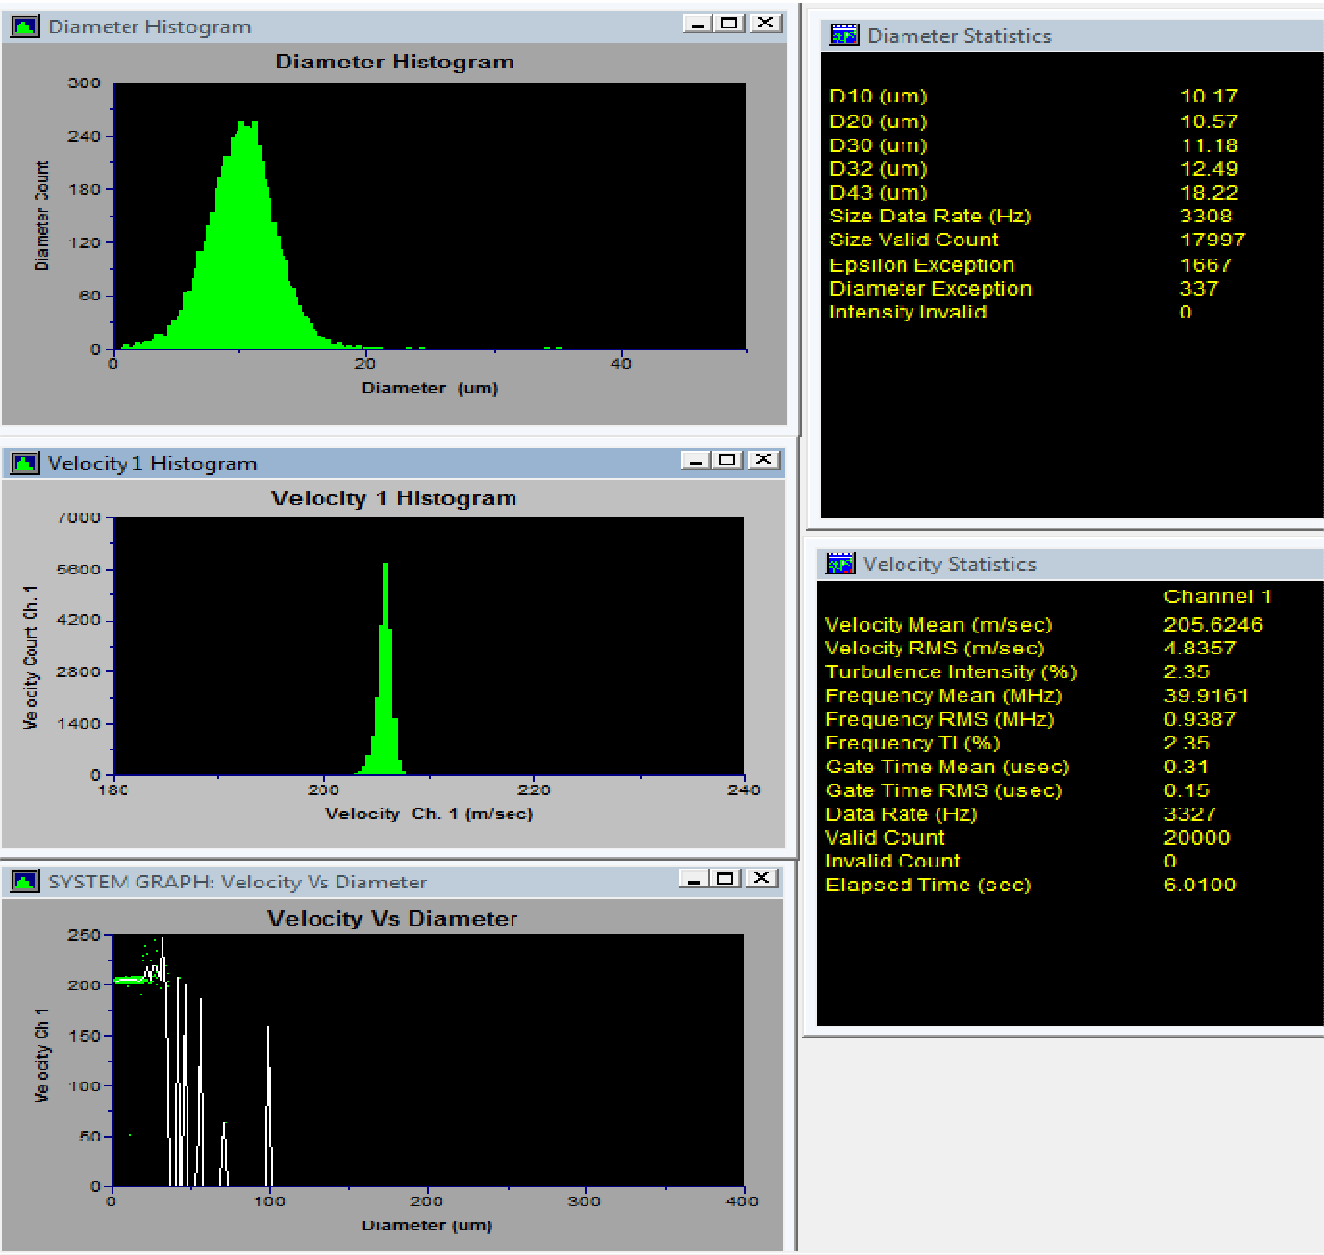 Diameter Histogram
Diameter Histogram
300
240
180
120
60
0
Diameter Count
0 20 40
Diameter (um)
Velocity 1 Histogram
Velocity 1 Histogram
7000
5600
4200
2800
1400
0
Velocity Count Ch. 1
180 200 220 240
Velocity Ch. 1 (m/sec)
SYSTEM GRAPH: Velocity Vs Diameter
Velocity Vs Diameter
250
200
150
100
50
0
Velocity Ch 1
0 100 200 300 400
Diameter (um)
Diameter Statistics
D10 (um) 10.17
D20 (um) 10.57
D30 (um) 11.18
D32 (um) 12.49
D43 (um) 18.22
Size Data Rate (Hz) 3308
Size Valid Count 17997
Epsilon Exception 1667
Diameter Exception 337
Intensity Invalid 0
Velocity Statistics
Channel 1
Velocity Mean (m/sec) 205.6246
Velocity RMS (m/sec) 4.8357
Turbulence Intensity (%) 2.35
Frequency Mean (MHz) 39.9161
Frequency RMS (MHz) 0.9387
Frequency TI (%) 2.35
Gate Time Mean (usec) 0.31
Gate Time RMS (usec) 0.15
Data Rate (Hz) 3327
Valid Count 20000
Invalid Count 0
Elapsed Time (sec) 6.0100